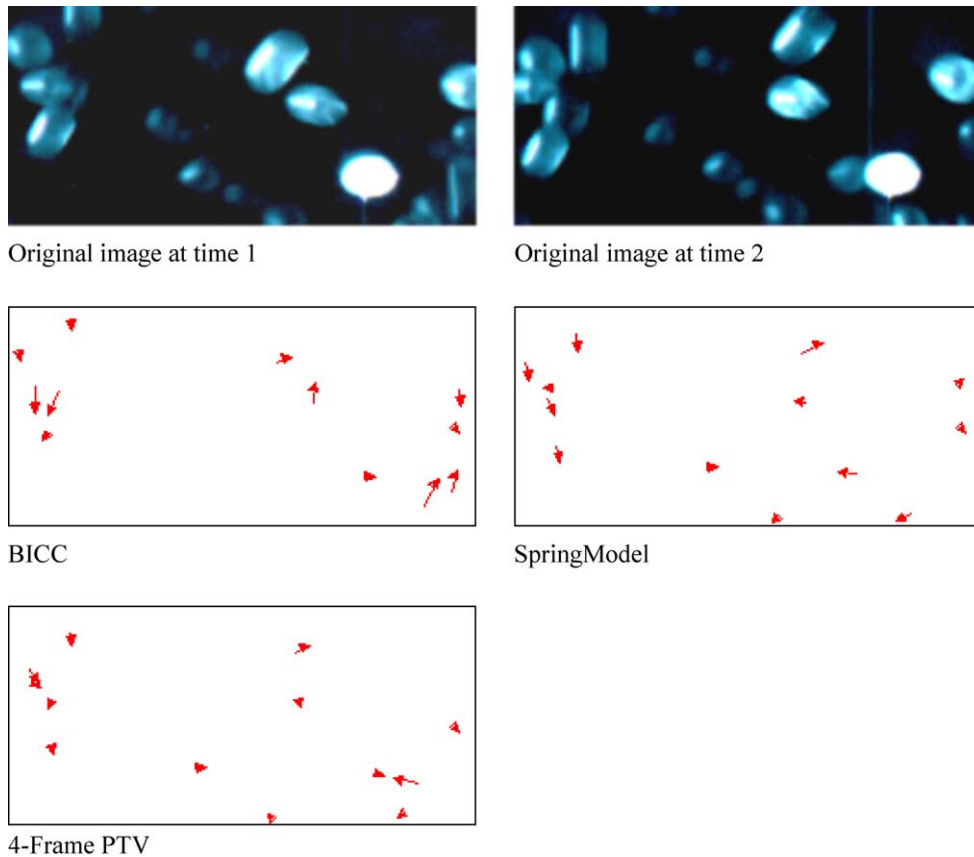 Original image at time 1
Original image at time 2
BICC
SpringModel
4-Frame PTV